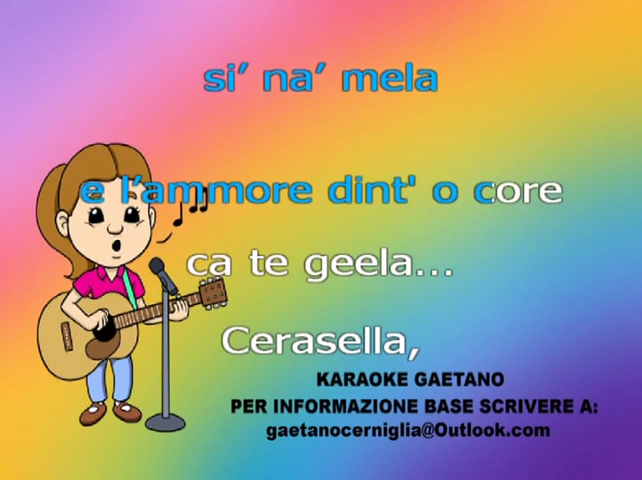 si’ na’ mela
e l’ammore dint' o core
ca te geela...
Cerasella,
KARAOKE GAETANO
PER INFORMAZIONE BASE SCRIVERE A:
gaetanocerniglia@Outlook.com